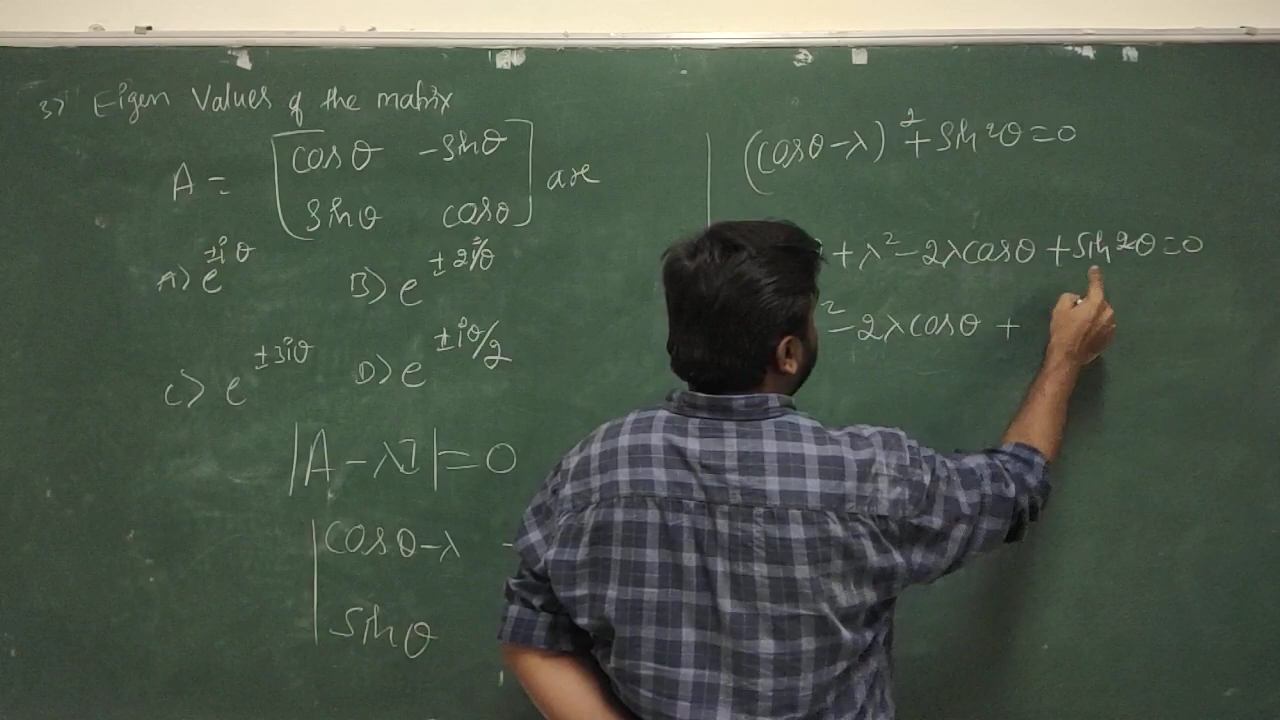 3) Eigen Values of the matrix
A = [cosθ -sinθ
sinθ cosθ] are
A) e^±iθ B) e^±2iθ
C) e^±3iθ D) e^±iθ/2
|A - λI| = 0
|cosθ - λ -
sinθ
(cosθ - λ)² + sin²θ = 0
+ λ² - 2λcosθ + sin²θ = 0
² - 2λcosθ +